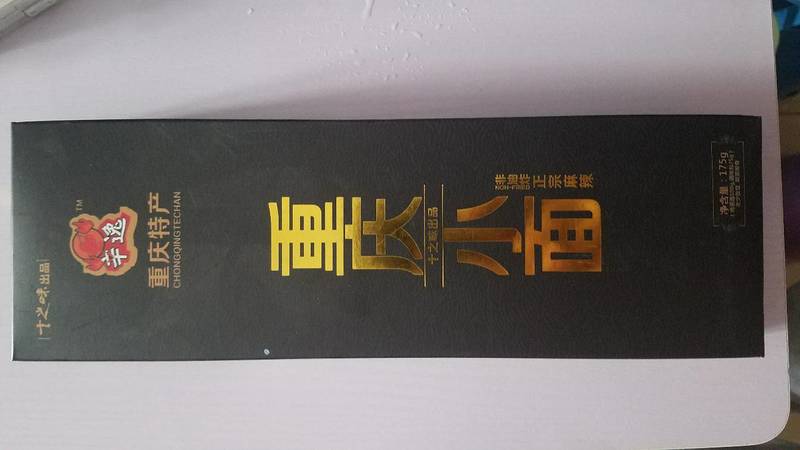 十之味出品
辛逸
TM
重庆特产
CHONGQINGTECHAN
重庆小面
十之味出品
非油炸
NON-FRIED
正宗麻辣
净含量：175g